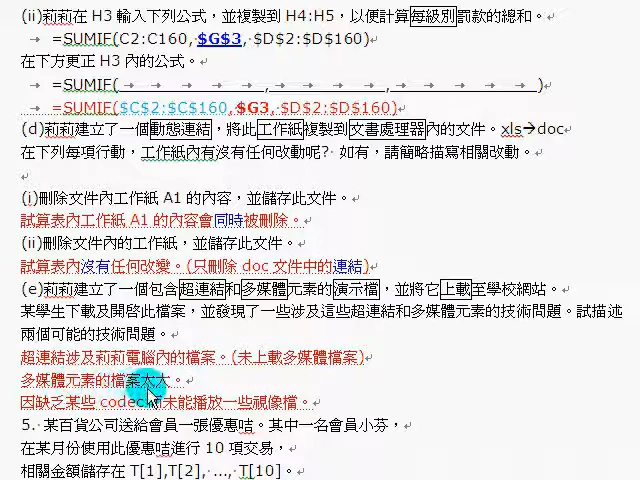 (ii)莉莉在 H3 輸入下列公式，並複製到 H4:H5，以便計算每級別罰款的總和。
→ =SUMIF(C2:C160, $G$3, $D$2:$D$160)
在下方更正 H3 內的公式。
→ =SUMIF( → → → → , → → → → , → → → → )
→ =SUMIF($C$2:$C$160,$G3, $D$2:$D$160)
(d)莉莉建立了一個動態連結，將此工作紙複製到文書處理器內的文件。xls→doc
在下列每項行動，工作紙內有沒有任何改動呢? 如有，請簡略描寫相關改動。
(i)刪除文件內工作紙 A1 的內容，並儲存此文件。
試算表內工作紙 A1 的內容會同時被刪除。
(ii)刪除文件內的工作紙，並儲存此文件。
試算表內沒有任何改變。(只刪除 doc 文件中的連結)
(e)莉莉建立了一個包含超連結和多媒體元素的演示檔，並將它上載至學校網站。
某學生下載及開啓此檔案，並發現了一些涉及這些超連結和多媒體元素的技術問題。試描述
兩個可能的技術問題。
超連結涉及莉莉電腦內的檔案。(未上載多媒體檔案)
多媒體元素的檔案太大。
因缺乏某些 codec 而未能播放一些視像檔。
5. 某百貨公司送給會員一張優惠咭。其中一名會員小芬，
在某月份使用此優惠咭進行 10 項交易，
相關金額儲存在 T[1],T[2], ..., T[10]。